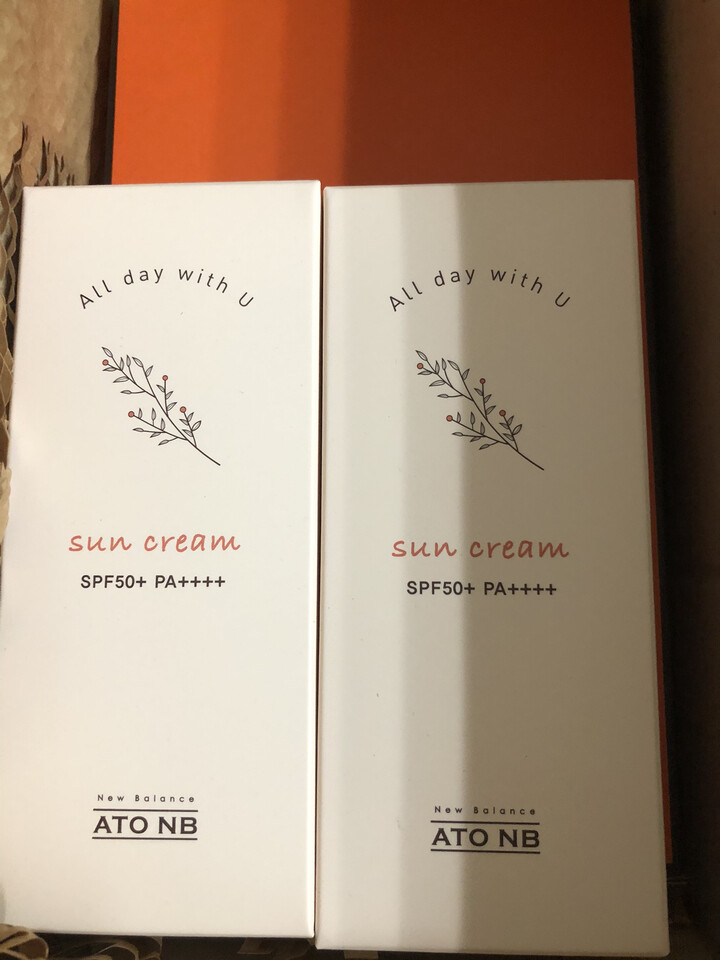 All day with U
sun cream
SPF50+ PA++++
New Balance
ATO NB
All day with U
sun cream
SPF50+ PA++++
New Balance
ATO NB